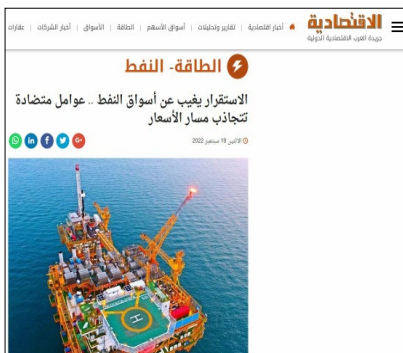 الاقتصادية
جريدة العرب الاقتصادية الدولية
أخبار اقتصادية | تقارير وتحليلات | أسواق الأسهم | الطاقة | الأسواق | أخبار الشركات | عقارات
الطاقة- النفط
الاستقرار يغيب عن أسواق النفط .. عوامل متضادة
تتجاذب مسار الأسعار
الاثنين 19 سبتمبر 2022
H